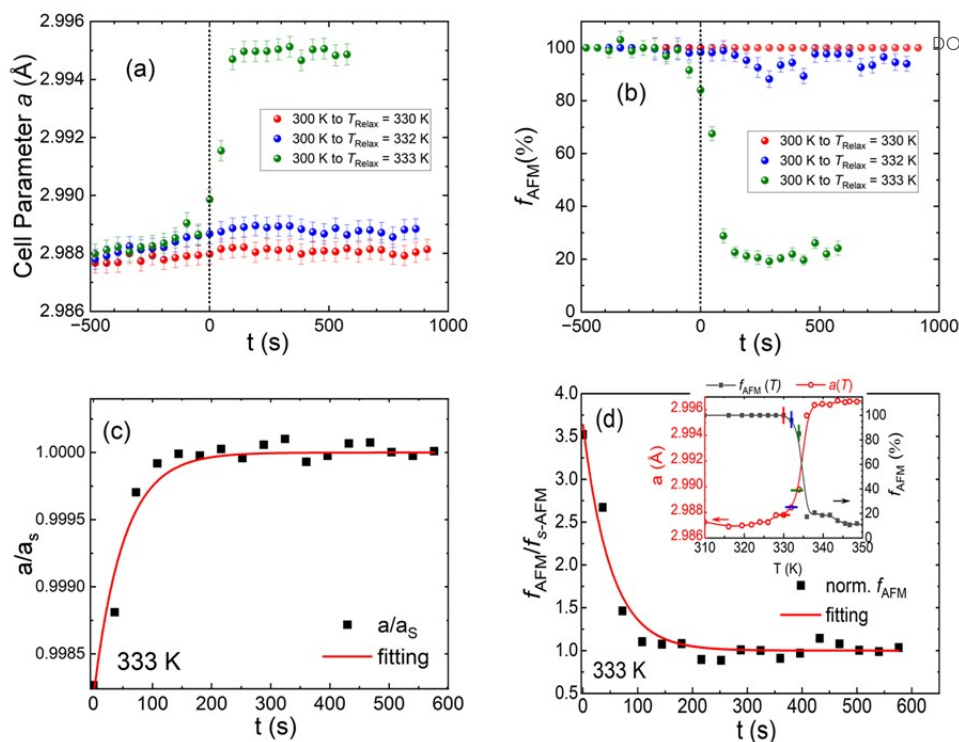 (a)
Cell Parameter a (Å)
2.996
2.994
2.992
2.990
2.988
2.986
300 K to TRelax = 330 K
300 K to TRelax = 332 K
300 K to TRelax = 333 K
−500 0 500 1000
t (s)
(b)
fAFM(%)
100
80
60
40
20
0
DO
300 K to TRelax = 330 K
300 K to TRelax = 332 K
300 K to TRelax = 333 K
−500 0 500 1000
t (s)
(c)
a/as
1.0000
0.9995
0.9990
0.9985
a/aS
fitting
333 K
0 100 200 300 400 500 600
t (s)
(d)
fAFM/fs-AFM
4.0
3.5
3.0
2.5
2.0
1.5
1.0
0.5
fAFM (T) a(T)
a (Å)
2.996
2.994
2.990
2.988
2.986
100
80
60
40
20
0
fAFM (%)
310 320 330 340 350
T (K)
norm. fAFM
fitting
333 K
0 100 200 300 400 500 600
t (s)